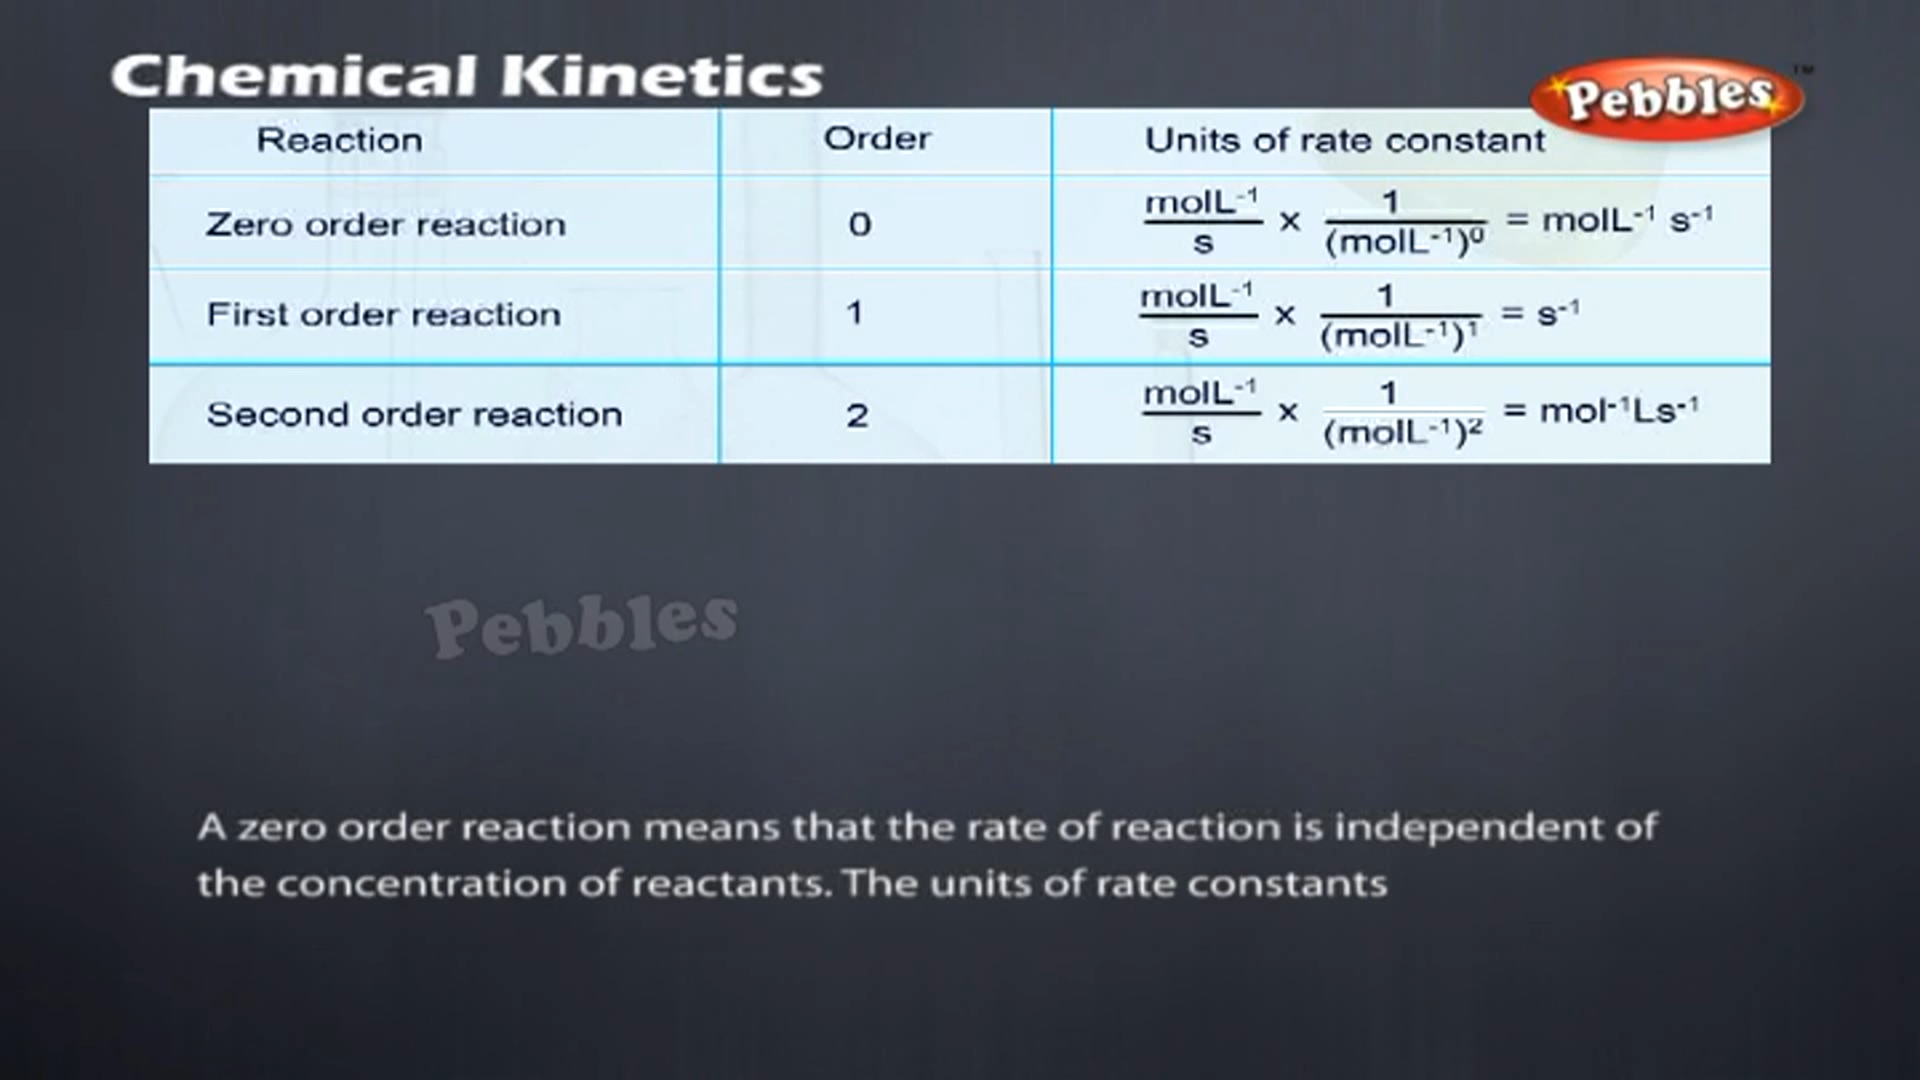 Chemical Kinetics
Pebbles™
Reaction Order Units of rate constant
Zero order reaction 0 molL⁻¹/s x 1/(molL⁻¹)⁰ = molL⁻¹ s⁻¹
First order reaction 1 molL⁻¹/s x 1/(molL⁻¹)¹ = s⁻¹
Second order reaction 2 molL⁻¹/s x 1/(molL⁻¹)² = mol⁻¹Ls⁻¹
Pebbles
A zero order reaction means that the rate of reaction is independent of
the concentration of reactants. The units of rate constants